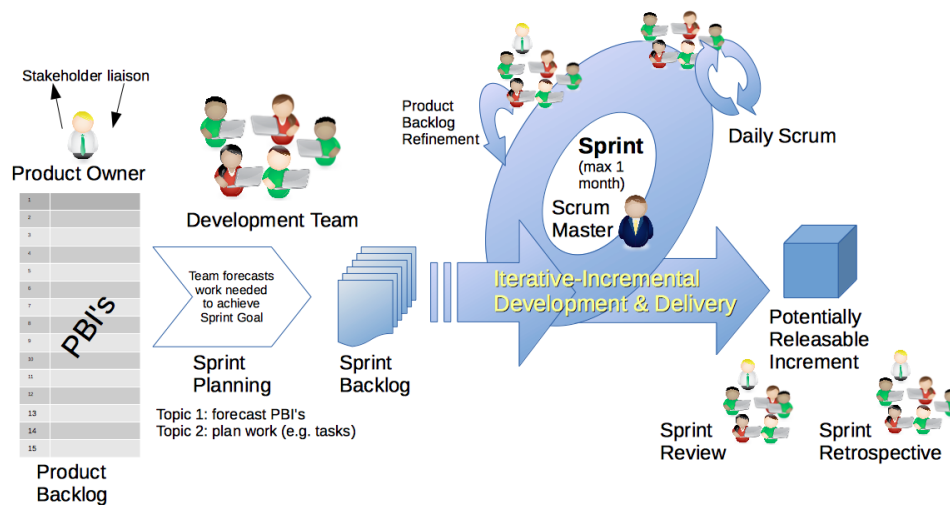 Stakeholder liaison
Product Owner
1
2
3
4
5
6
7
8
9
10
11
12
13
14
15
PBI's
Product
Backlog
Development Team
Team forecasts
work needed
to achieve
Sprint Goal
Sprint
Planning
Sprint
Backlog
Topic 1: forecast PBI's
Topic 2: plan work (e.g. tasks)
Product
Backlog
Refinement
Sprint
(max 1
month)
Scrum
Master
Daily Scrum
Iterative-Incremental
Development & Delivery
Potentially
Releasable
Increment
Sprint
Review
Sprint
Retrospective